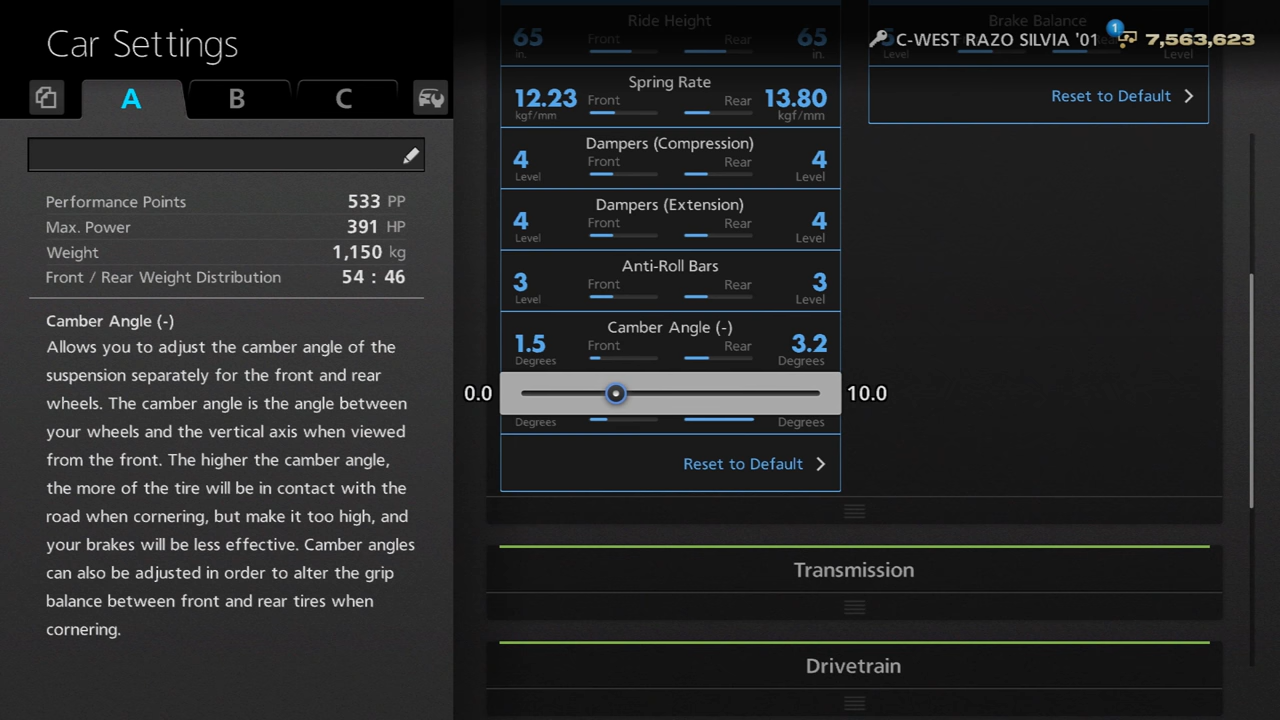 Car Settings
A
B
C
Performance Points 533 PP
Max. Power 391 HP
Weight 1,150 kg
Front / Rear Weight Distribution 54 : 46
Camber Angle (-)
Allows you to adjust the camber angle of the
suspension separately for the front and rear
wheels. The camber angle is the angle between
your wheels and the vertical axis when viewed
from the front. The higher the camber angle,
the more of the tire will be in contact with the
road when cornering, but make it too high, and
your brakes will be less effective. Camber angles
can also be adjusted in order to alter the grip
balance between front and rear tires when
cornering.
Ride Height
65 Front Rear 65
in. in.
Spring Rate
12.23 Front Rear 13.80
kgf/mm kgf/mm
Dampers (Compression)
4 Front Rear 4
Level Level
Dampers (Extension)
4 Front Rear 4
Level Level
Anti-Roll Bars
3 Front Rear 3
Level Level
Camber Angle (-)
1.5 Front Rear 3.2
Degrees Degrees
0.0 10.0
Degrees Degrees
Reset to Default
Brake Balance
C-WEST RAZO SILVIA '01 1 7,563,623
Level Level
Reset to Default
Transmission
Drivetrain